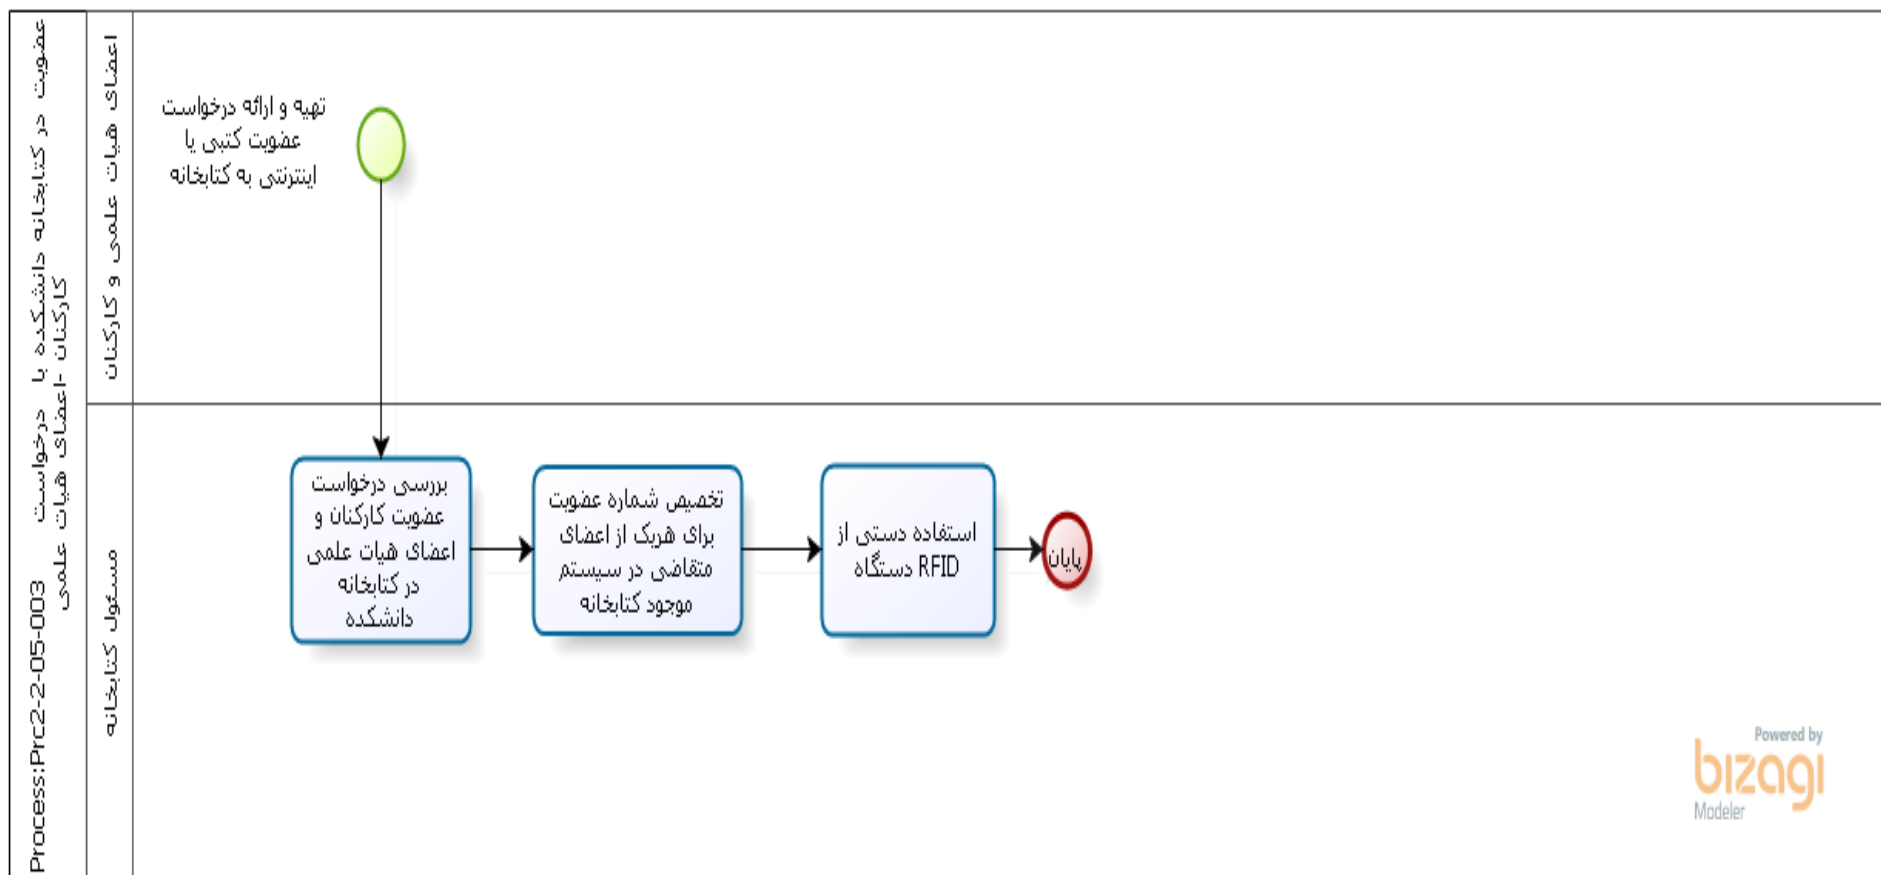 Process:Prc2-2-05-003 عضویت در کتابخانه دانشکده با درخواست
کارکنان -اعضای هیات علمی
اعضای هیات علمی و کارکنان
تهیه و ارائه درخواست
عضویت کتبی یا
اینترنتی به کتابخانه
مسئول کتابخانه
بررسی درخواست
عضویت کارکنان و
اعضای هیات علمی
در کتابخانه
دانشکده
تخصیص شماره عضویت
برای هریک از اعضای
متقاضی در سیستم
موجود کتابخانه
استفاده دستی از
دستگاه RFID
پایان
Powered by
bizagi
Modeler